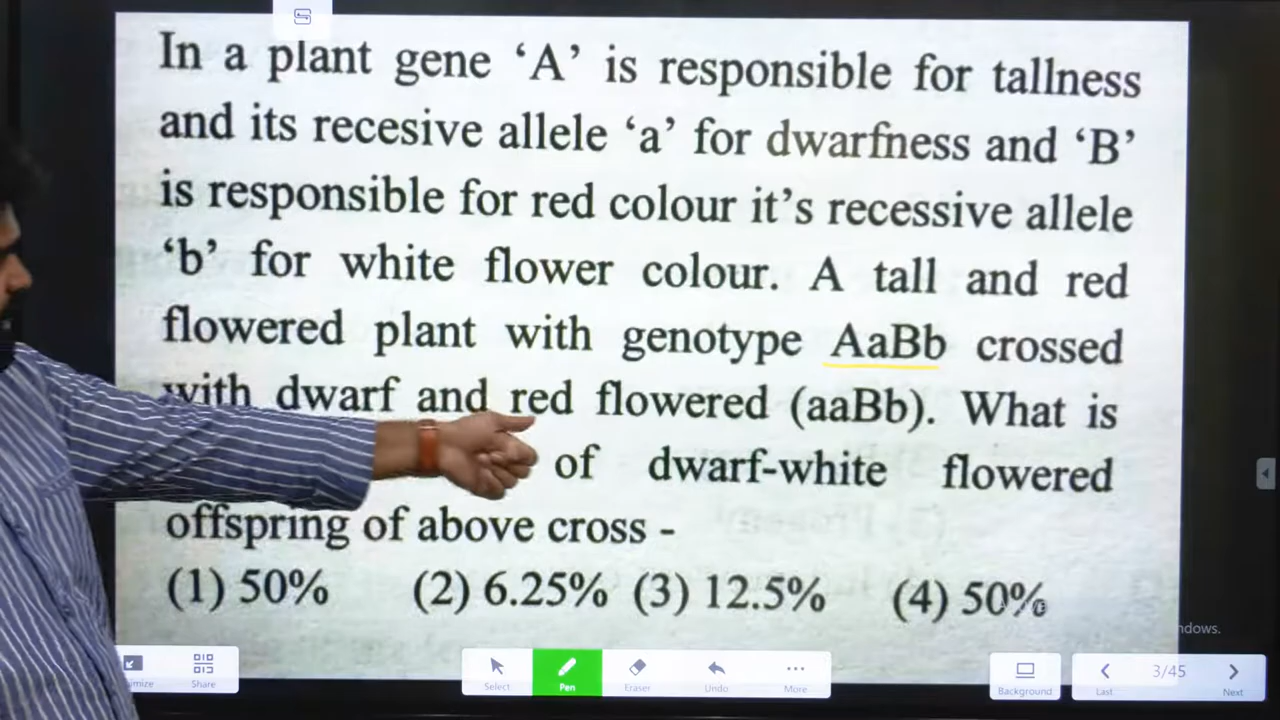 In a plant gene ‘A’ is responsible for tallness
and its recesive allele ‘a’ for dwarfness and ‘B’
is responsible for red colour it’s recessive allele
‘b’ for white flower colour. A tall and red
flowered plant with genotype AaBb crossed
with dwarf and red flowered (aaBb). What is
of dwarf-white flowered
offspring of above cross -
(1) 50% (2) 6.25% (3) 12.5% (4) 50%
ndows.
imize Share Select Pen Eraser Undo More Background Last 3/45 Next